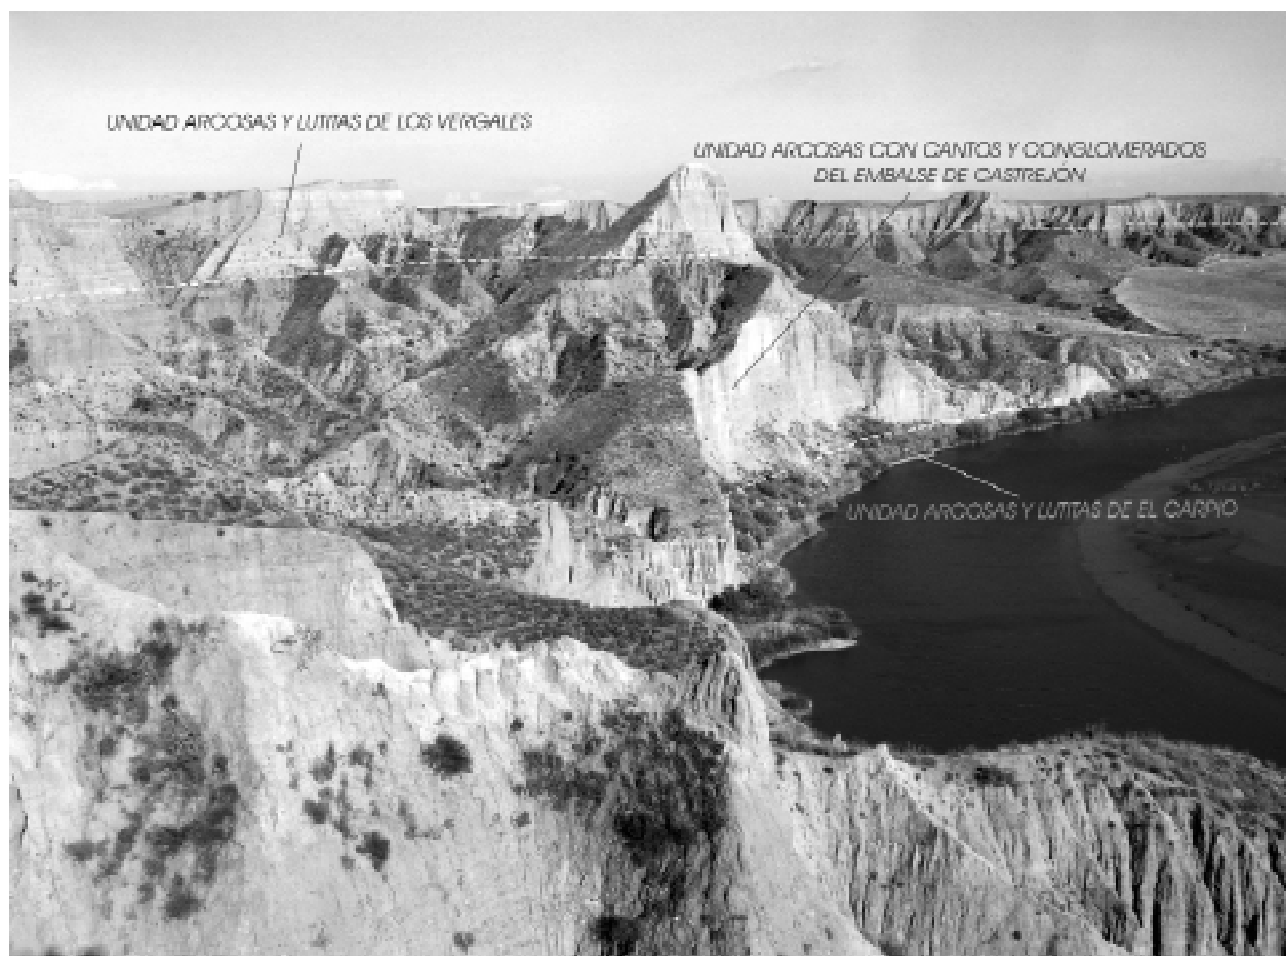 UNIDAD ARCOSAS Y LUTITAS DE LOS VERGALES
UNIDAD ARCOSAS CON CANTOS Y CONGLOMERADOS
DEL EMBALSE DE CASTREJÓN
UNIDAD ARCOSAS Y LUTITAS DE EL CARPIO